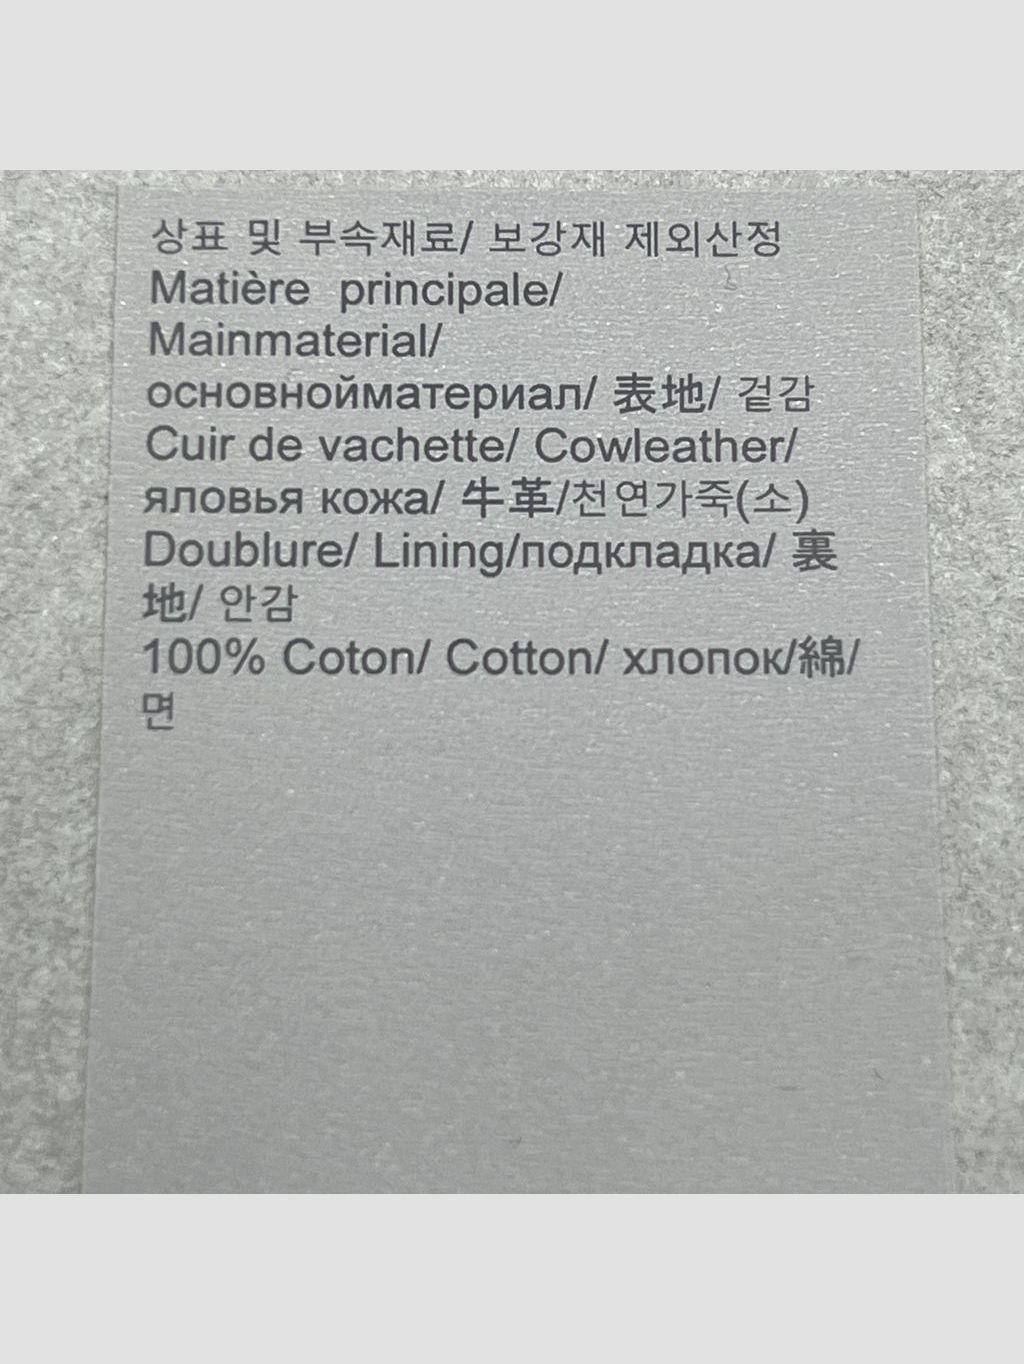 상표 및 부속재료/ 보강재 제외산정
Matière principale/
Mainmaterial/
основнойматериал/ 表地/ 겉감
Cuir de vachette/ Cowleather/
яловья кожа/ 牛革/천연가죽(소)
Doublure/ Lining/подкладка/ 裏
地/ 안감
100% Coton/ Cotton/ хлопок/綿/
면